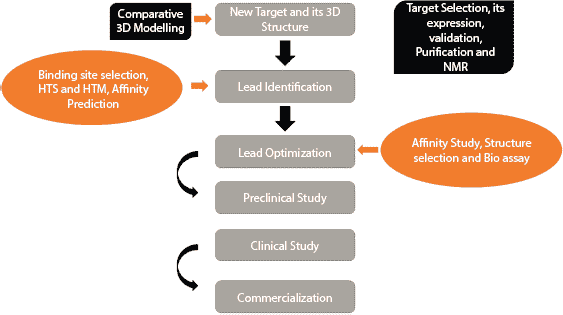 Comparative
3D Modelling
New Target and its 3D
Structure
Target Selection, its
expression,
validation,
Purification and
NMR
Binding site selection,
HTS and HTM, Affinity
Prediction
Lead Identification
Lead Optimization
Affinity Study, Structure
selection and Bio assay
Preclinical Study
Clinical Study
Commercialization